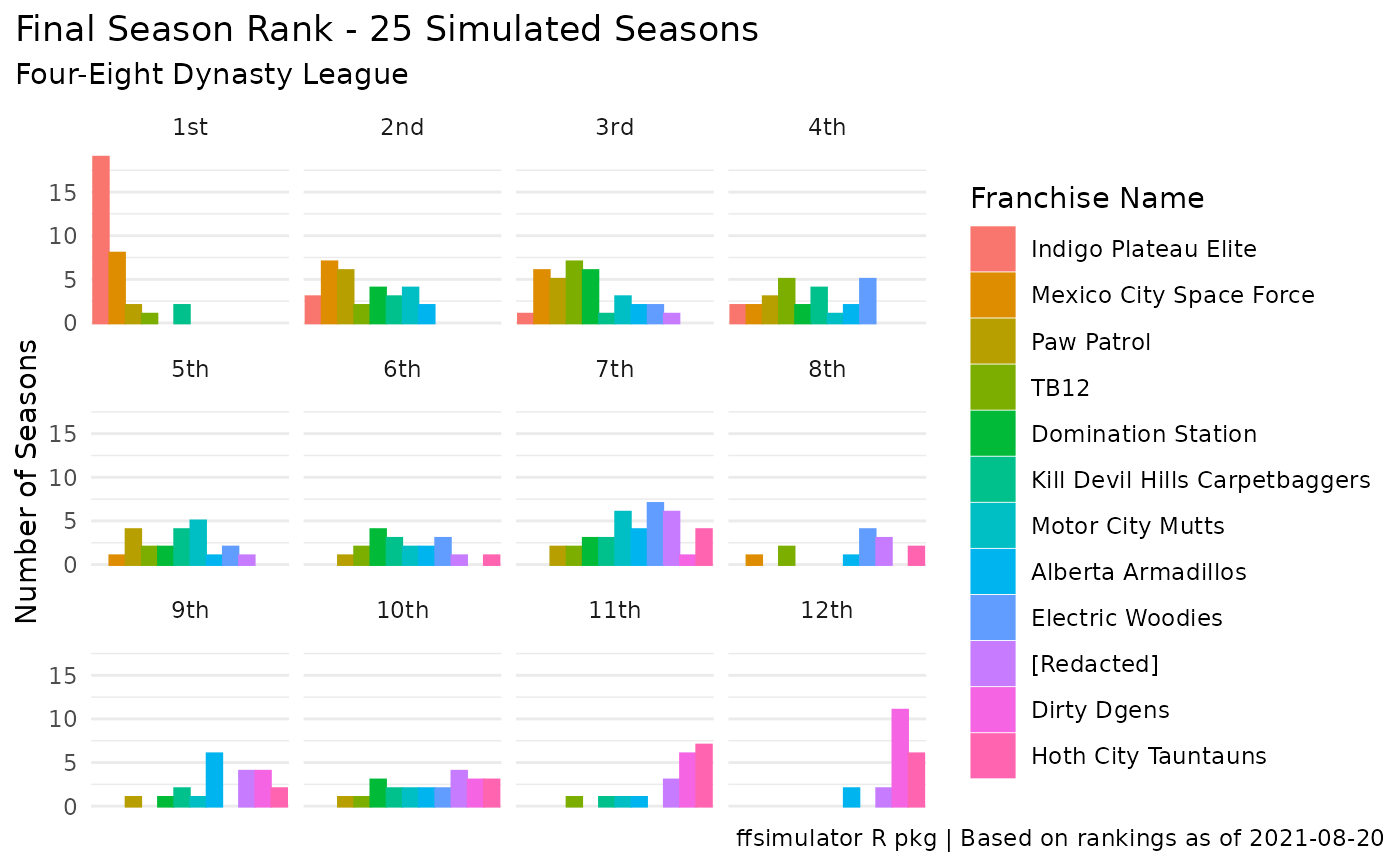 Final Season Rank - 25 Simulated Seasons
Four-Eight Dynasty League
Number of Seasons
1st 2nd 3rd 4th
15
10
5
0
5th 6th 7th 8th
15
10
5
0
9th 10th 11th 12th
15
10
5
0
Franchise Name
Indigo Plateau Elite
Mexico City Space Force
Paw Patrol
TB12
Domination Station
Kill Devil Hills Carpetbaggers
Motor City Mutts
Alberta Armadillos
Electric Woodies
[Redacted]
Dirty Dgens
Hoth City Tauntauns
ffsimulator R pkg | Based on rankings as of 2021-08-20